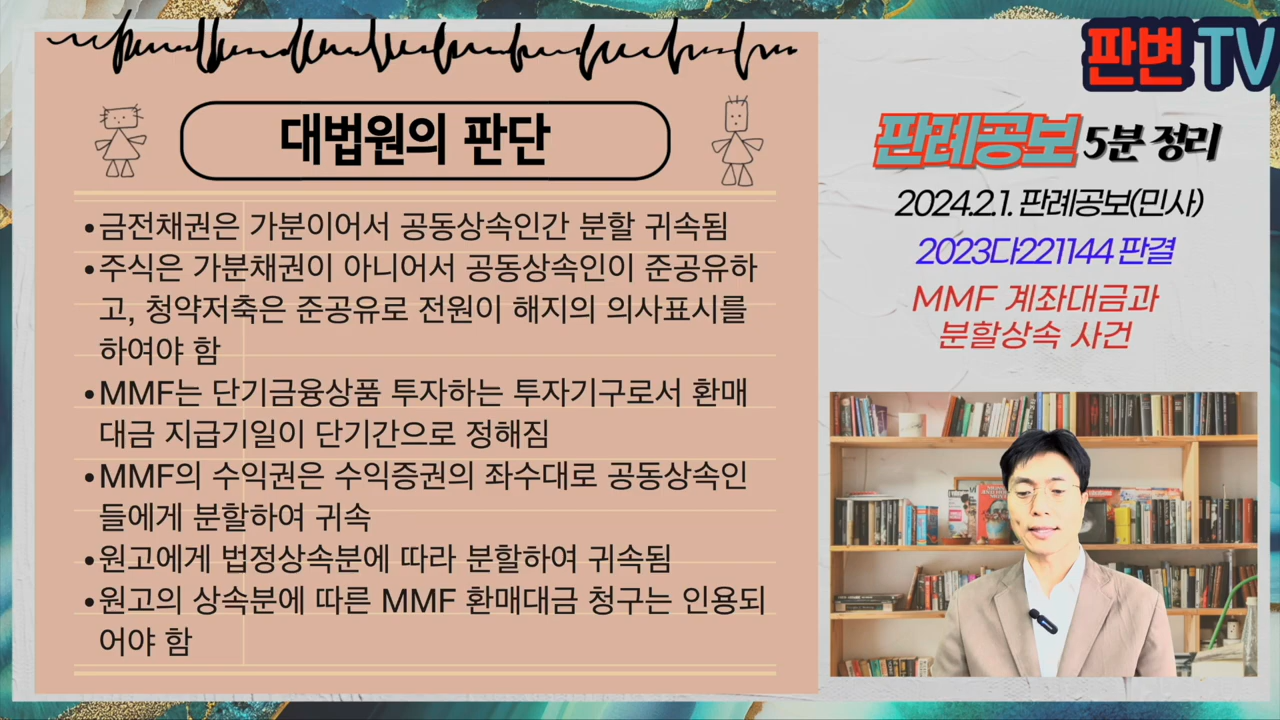 판변 TV
대법원의 판단
•금전채권은 가분이어서 공동상속인간 분할 귀속됨
•주식은 가분채권이 아니어서 공동상속인이 준공유하
고, 청약저축은 준공유로 전원이 해지의 의사표시를
하여야 함
•MMF는 단기금융상품 투자하는 투자기구로서 환매
대금 지급기일이 단기간으로 정해짐
•MMF의 수익권은 수익증권의 좌수대로 공동상속인
들에게 분할하여 귀속
•원고에게 법정상속분에 따라 분할하여 귀속됨
•원고의 상속분에 따른 MMF 환매대금 청구는 인용되
어야 함
판례공보 5분 정리
2024.2.1. 판례공보(민사)
2023다221144 판결
MMF 계좌대금과
분할상속 사건